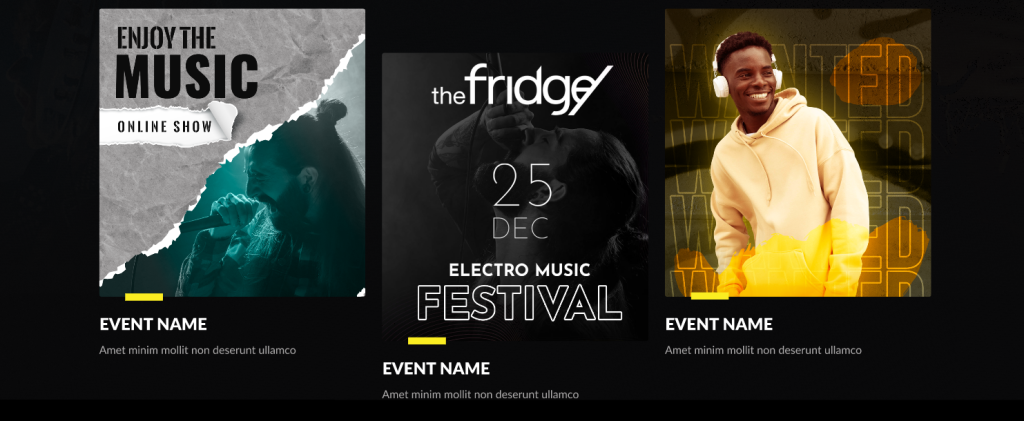 ENJOY THE
MUSIC
ONLINE SHOW
EVENT NAME
Amet minim mollit non deserunt ullamco
the fridge
25
DEC
ELECTRO MUSIC
FESTIVAL
EVENT NAME
Amet minim mollit non deserunt ullamco
WANTED
WANTED
WANTED
WANTED
EVENT NAME
Amet minim mollit non deserunt ullamco